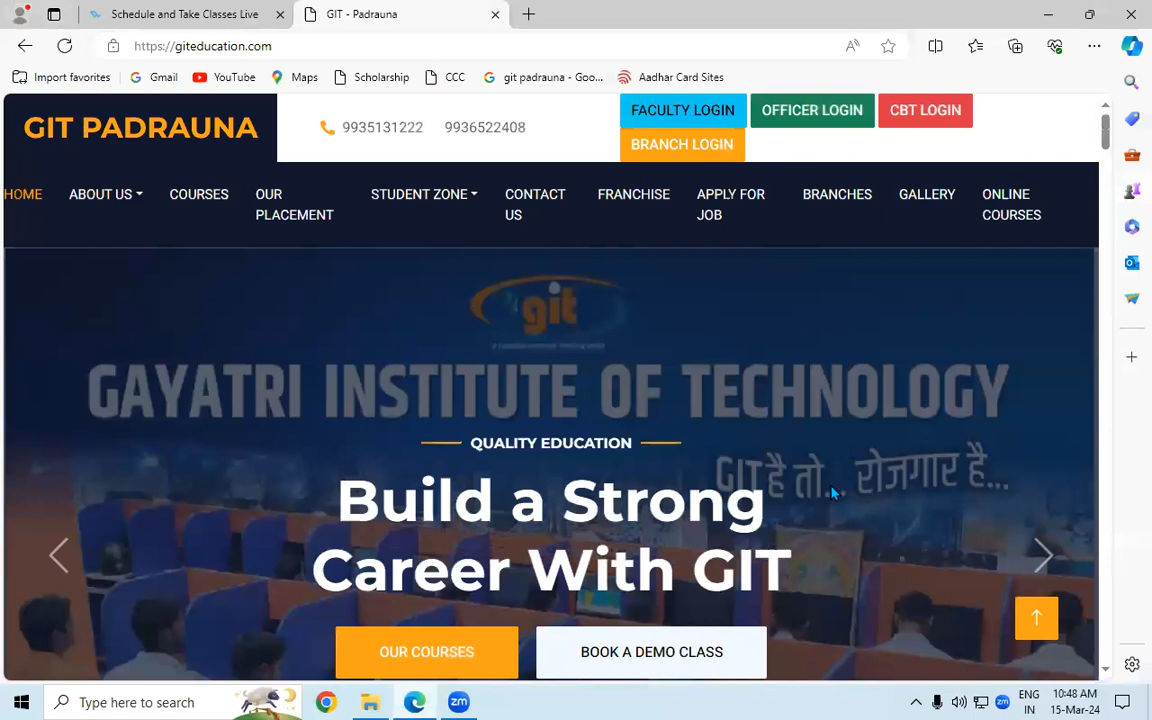 Schedule and Take Classes Live
GIT - Padrauna
https://giteducation.com
Import favorites
Gmail
YouTube
Maps
Scholarship
CCC
git padrauna - Goo...
Aadhar Card Sites
GIT PADRAUNA
9935131222 9936522408
FACULTY LOGIN
OFFICER LOGIN
CBT LOGIN
BRANCH LOGIN
HOME
ABOUT US
COURSES
OUR
PLACEMENT
STUDENT ZONE
CONTACT
US
FRANCHISE
APPLY FOR
JOB
BRANCHES
GALLERY
ONLINE
COURSES
git
GAYATRI INSTITUTE OF TECHNOLOGY
QUALITY EDUCATION
GIT है तो.. रोजगार है...
Build a Strong
Career With GIT
OUR COURSES
BOOK A DEMO CLASS
Type here to search
zm
ENG
IN
10:48 AM
15-Mar-24